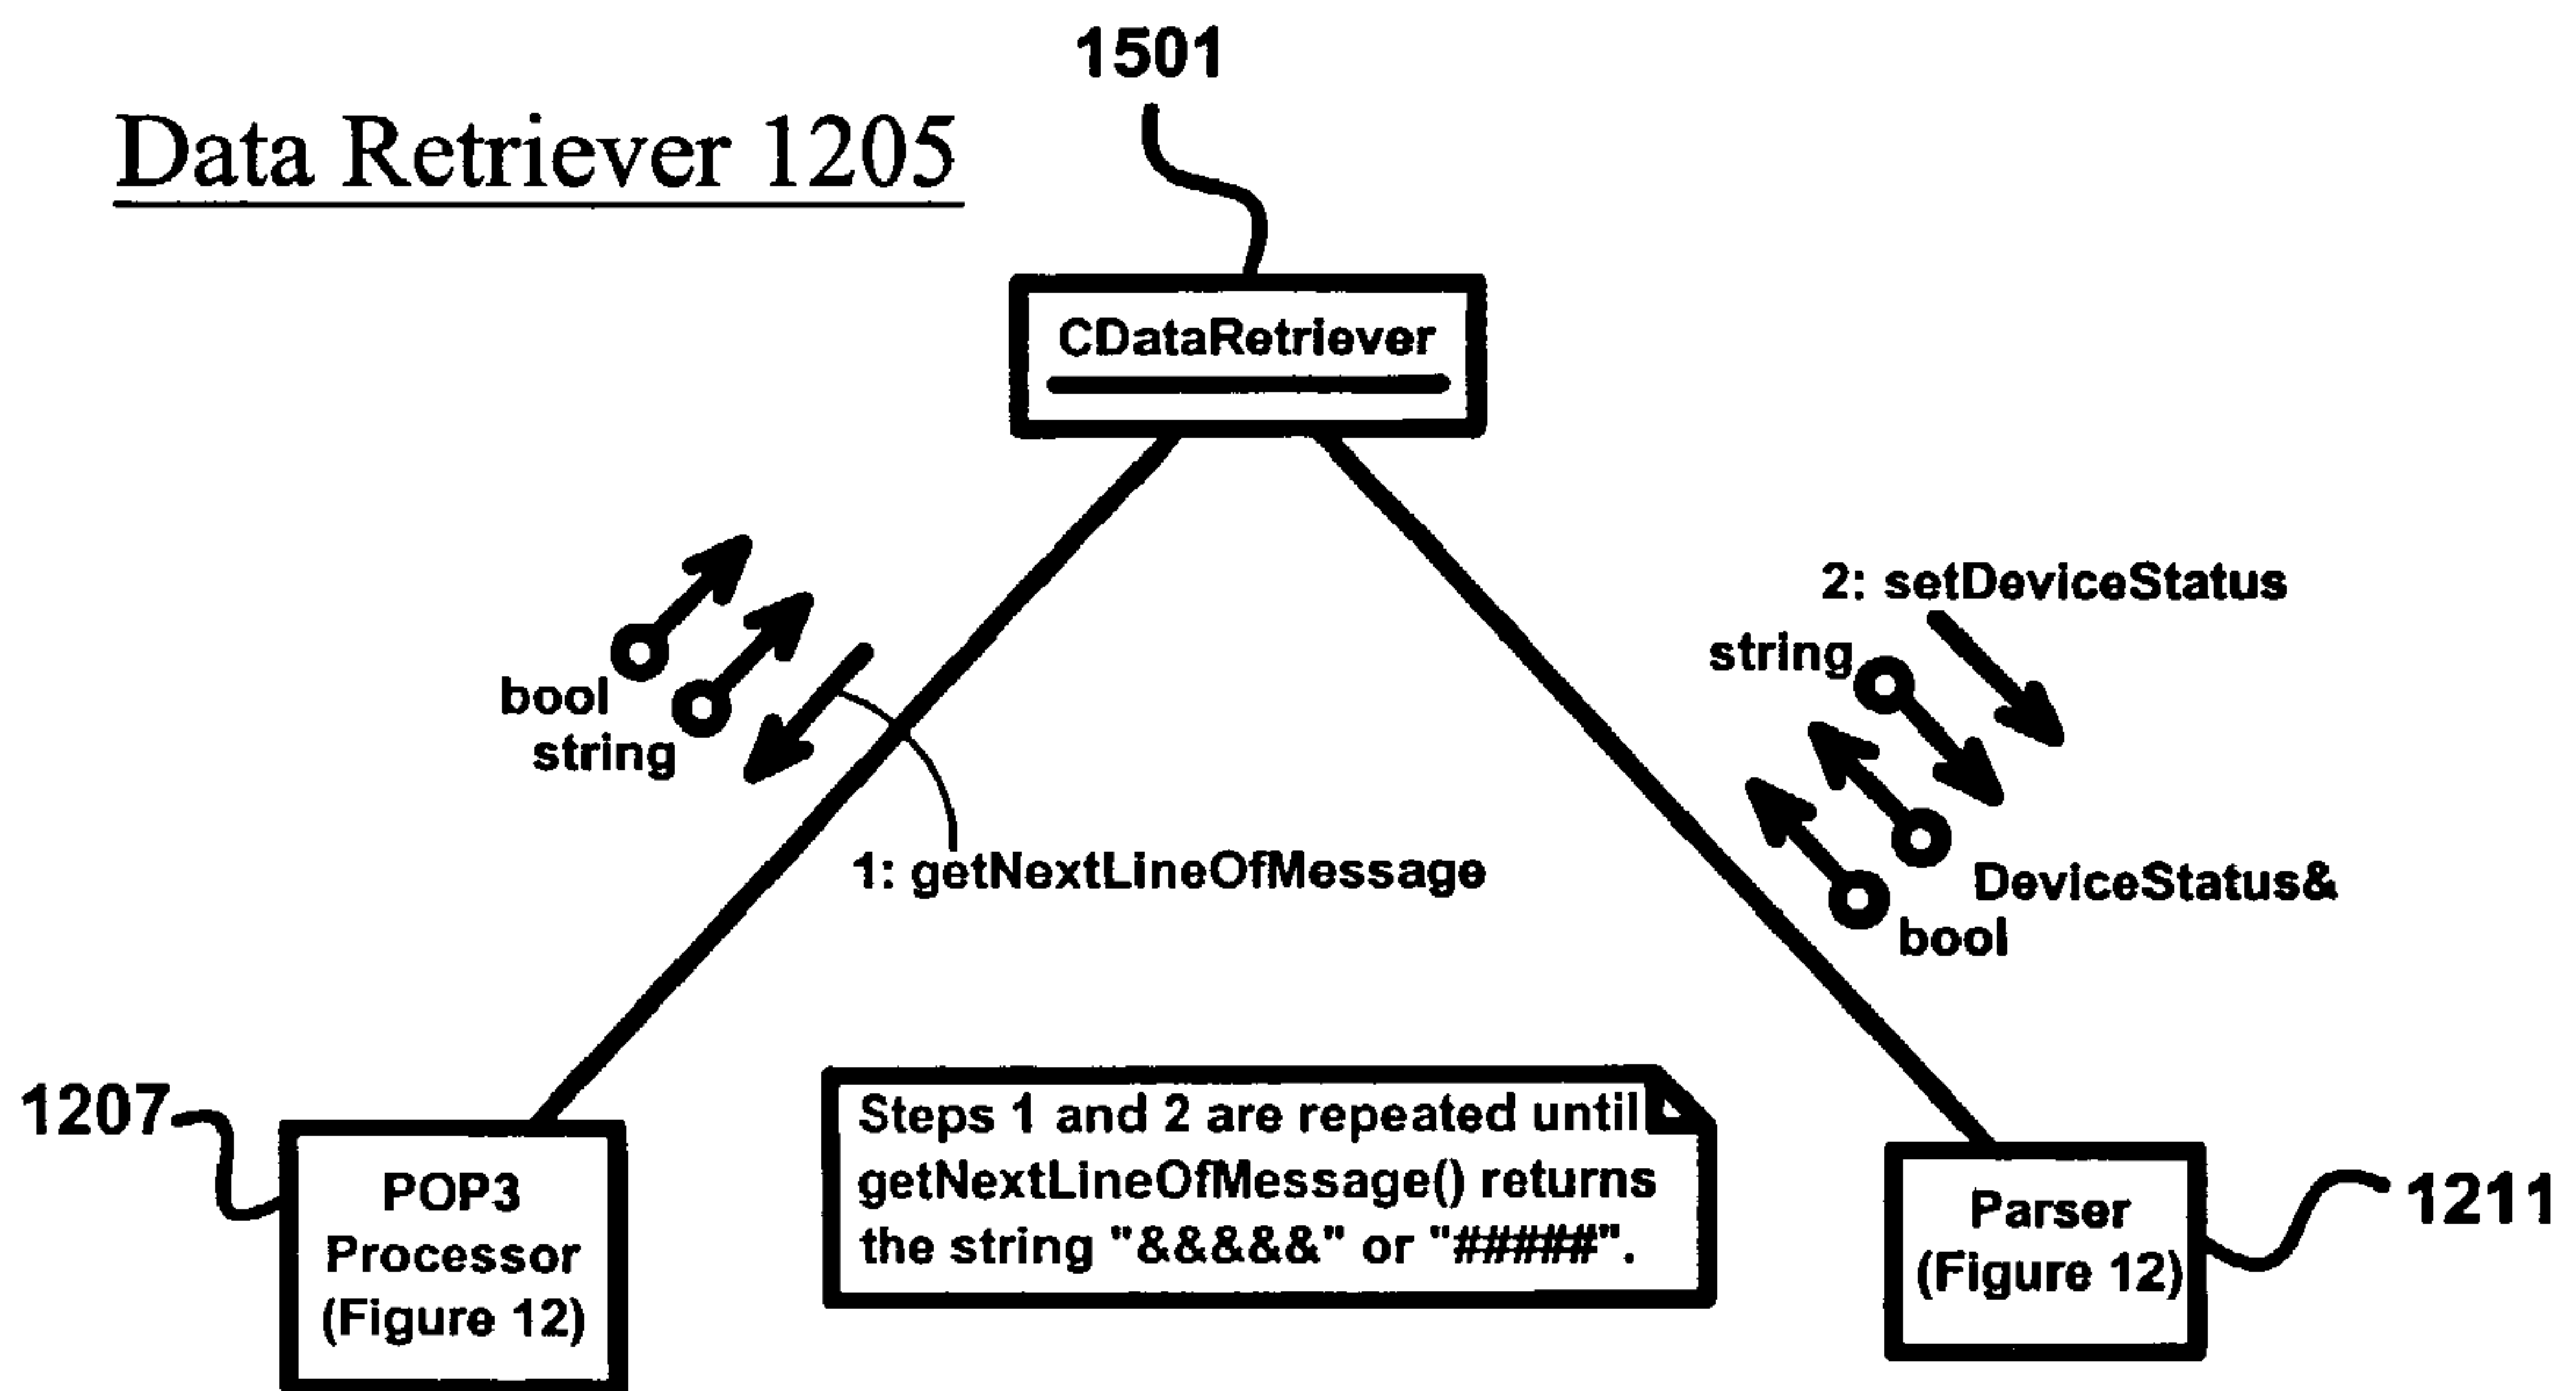 1501
Data Retriever 1205
CDataRetriever
2: setDeviceStatus
string
bool
string
1: getNextLineOfMessage
DeviceStatus&
bool
1207
POP3
Processor
(Figure 12)
Steps 1 and 2 are repeated until
getNextLineOfMessage() returns
the string "&&&&&" or "#####".
Parser
(Figure 12)
1211